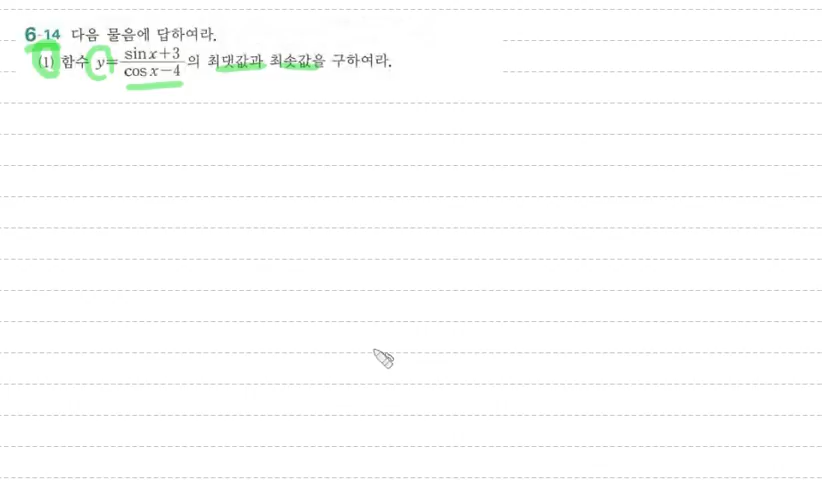 6-14 다음 물음에 답하여라.
(1) 함수 y=\frac{sin x+3}{cos x-4}의 최댓값과 최솟값을 구하여라.